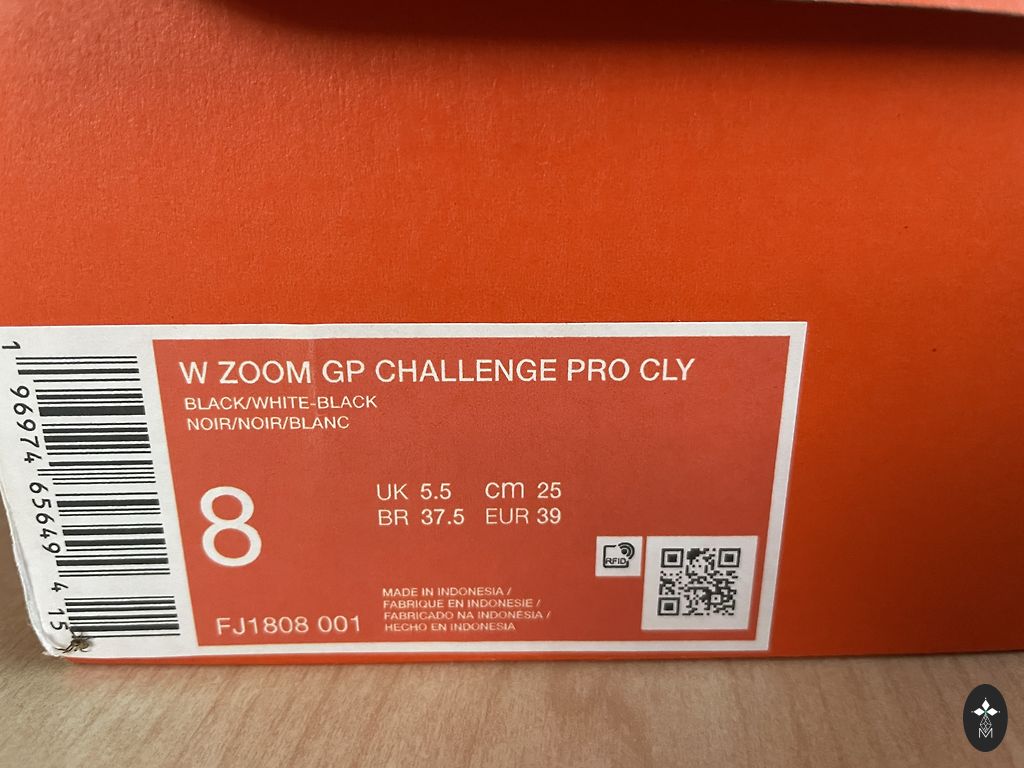 W ZOOM GP CHALLENGE PRO CLY
BLACK/WHITE-BLACK
NOIR/NOIR/BLANC
8
UK 5.5 cm 25
BR 37.5 EUR 39
RFID
MADE IN INDONESIA /
FABRIQUE EN INDONESIE /
FABRICADO NA INDONÉSIA /
HECHO EN INDONESIA
FJ1808 001
1 96974 65649 4 15
M